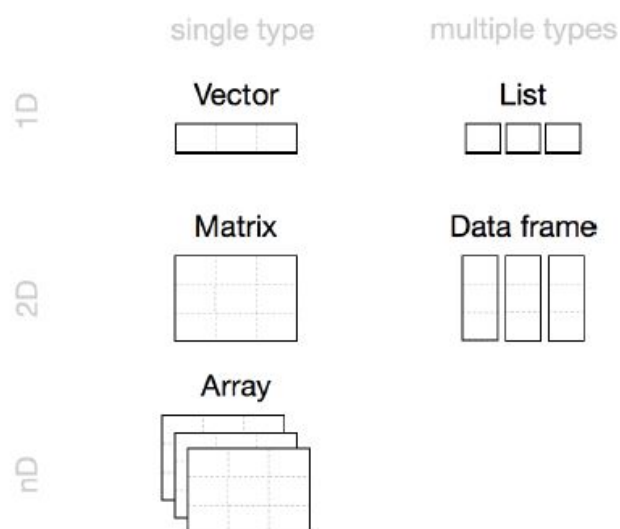 single type
multiple types
1D
Vector
List
2D
Matrix
Data frame
nD
Array